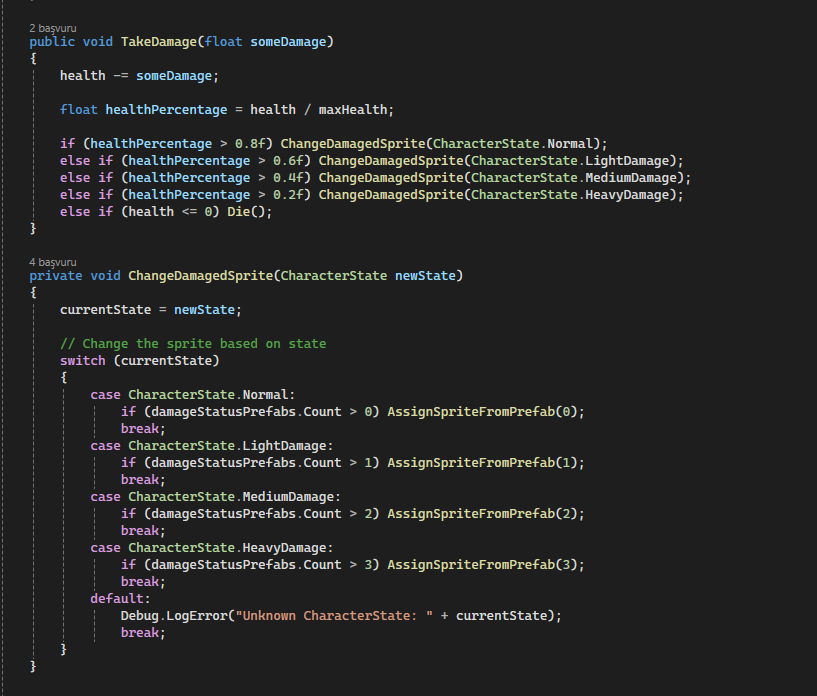 2 başvuru
public void TakeDamage(float someDamage)
{
health -= someDamage;
float healthPercentage = health / maxHealth;
if (healthPercentage > 0.8f) ChangeDamagedSprite(CharacterState.Normal);
else if (healthPercentage > 0.6f) ChangeDamagedSprite(CharacterState.LightDamage);
else if (healthPercentage > 0.4f) ChangeDamagedSprite(CharacterState.MediumDamage);
else if (healthPercentage > 0.2f) ChangeDamagedSprite(CharacterState.HeavyDamage);
else if (health <= 0) Die();
}
4 başvuru
private void ChangeDamagedSprite(CharacterState newState)
{
currentState = newState;
// Change the sprite based on state
switch (currentState)
{
case CharacterState.Normal:
if (damageStatusPrefabs.Count > 0) AssignSpriteFromPrefab(0);
break;
case CharacterState.LightDamage:
if (damageStatusPrefabs.Count > 1) AssignSpriteFromPrefab(1);
break;
case CharacterState.MediumDamage:
if (damageStatusPrefabs.Count > 2) AssignSpriteFromPrefab(2);
break;
case CharacterState.HeavyDamage:
if (damageStatusPrefabs.Count > 3) AssignSpriteFromPrefab(3);
break;
default:
Debug.LogError("Unknown CharacterState: " + currentState);
break;
}
}